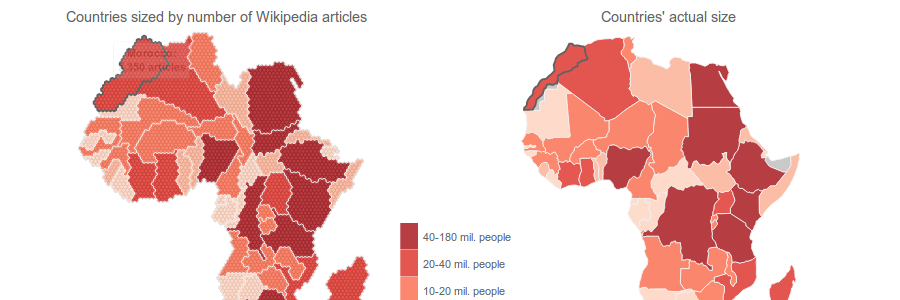 Countries sized by number of Wikipedia articles
Countries' actual size
Morocco:
350 articles
40-180 mil. people
20-40 mil. people
10-20 mil. people